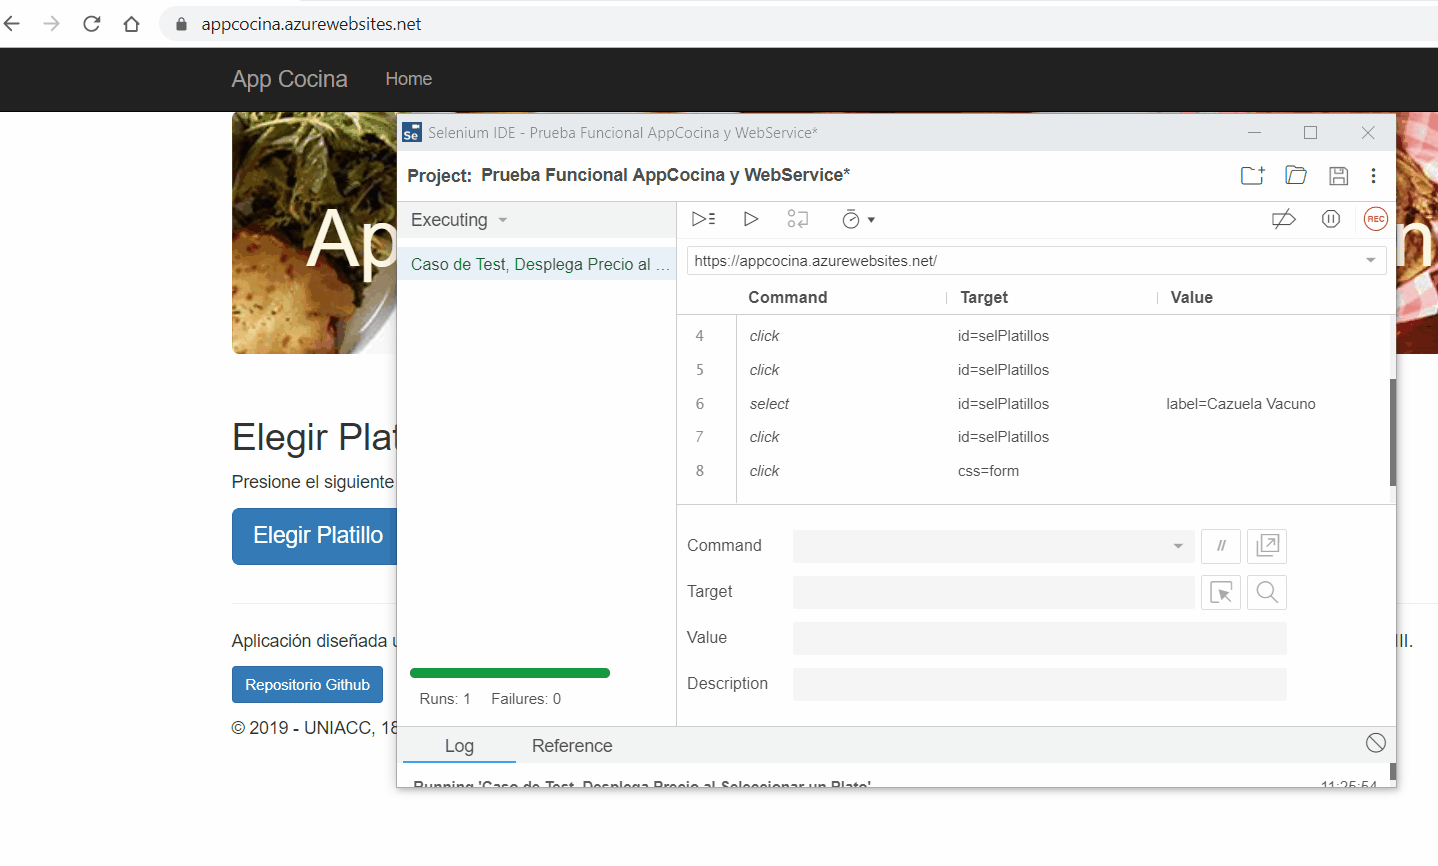 appcocina.azurewebsites.net
App Cocina Home
Ap
n
Se Selenium IDE - Prueba Funcional AppCocina y WebService*
Project: Prueba Funcional AppCocina y WebService*
Executing
REC
Caso de Test, Desplega Precio al ...
https://appcocina.azurewebsites.net/
Command Target Value
4 click id=selPlatillos
5 click id=selPlatillos
6 select id=selPlatillos label=Cazuela Vacuno
7 click id=selPlatillos
8 click css=form
Elegir Plat
Presione el siguiente
Elegir Platillo
Command //
Target
Value
Description
Aplicación diseñada u
III.
Repositorio Github
© 2019 - UNIACC, 18
Runs: 1 Failures: 0
Log Reference
Running 'Caso de Test, Desplega Precio al Seleccionar un Plato' 11:25:54